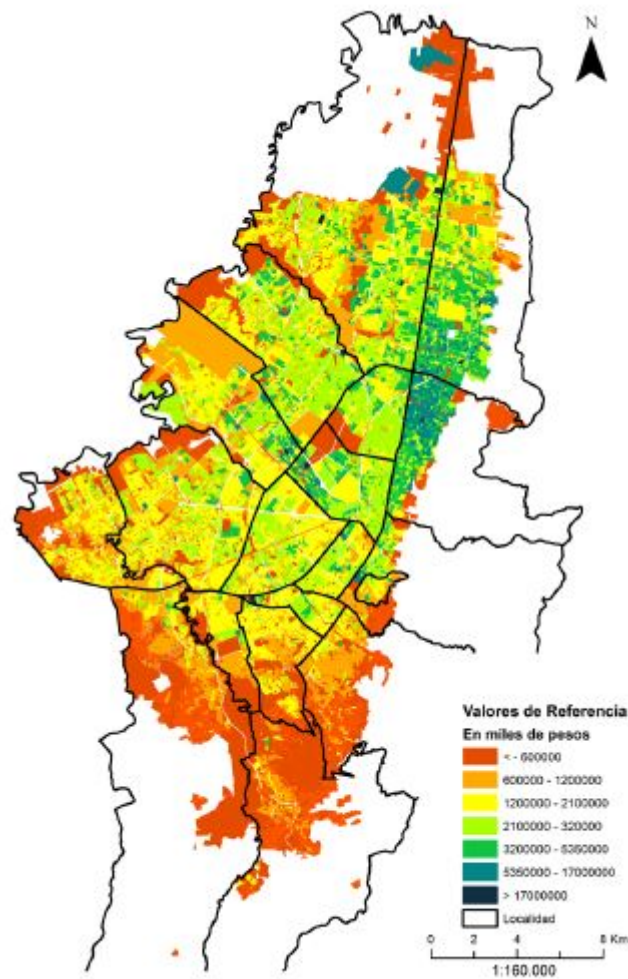 N
Valores de Referencia
En miles de pesos
< - 600000
600000 - 1200000
1200000 - 2100000
2100000 - 320000
3200000 - 5350000
5350000 - 17000000
> 17000000
Localidad
0 2 4 8 Km
1:160.000